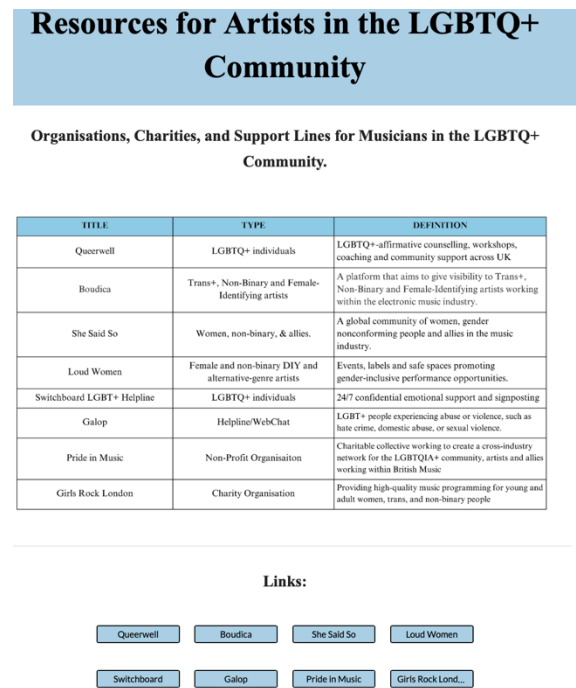 Resources for Artists in the LGBTQ+
Community
Organisations, Charities, and Support Lines for Musicians in the LGBTQ+
Community.
TITLE TYPE DEFINITION
Queerwell LGBTQ+ individuals LGBTQ+-affirmative counselling, workshops,
coaching and community support across UK
Boudica Trans+, Non-Binary and Female-
Identifying artists A platform that aims to give visibility to Trans+,
Non-Binary and Female-Identifying artists working
within the electronic music industry.
She Said So Women, non-binary, & allies. A global community of women, gender
nonconforming people and allies in the music
industry.
Loud Women Female and non-binary DIY and
alternative-genre artists Events, labels and safe spaces promoting
gender-inclusive performance opportunities.
Switchboard LGBT+ Helpline LGBTQ+ individuals 24/7 confidential emotional support and signposting
Galop Helpline/WebChat LGBT+ people experiencing abuse or violence, such as
hate crime, domestic abuse, or sexual violence.
Pride in Music Non-Profit Organisaiton Charitable collective working to create a cross-industry
network for the LGBTQIA+ community, artists and allies
working within British Music
Girls Rock London Charity Organisation Providing high-quality music programming for young and
adult women, trans, and non-binary people
Links:
Queerwell Boudica She Said So Loud Women
Switchboard Galop Pride in Music Girls Rock Lond...